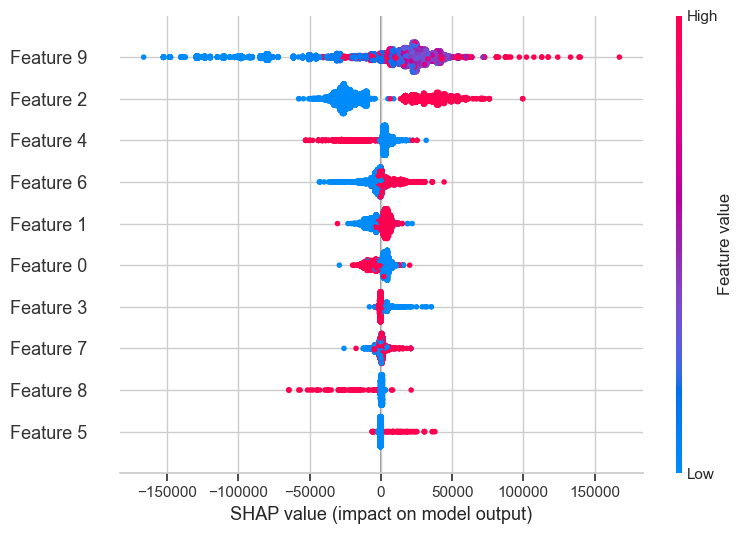 High
Feature 9
Feature 2
Feature 4
Feature 6
Feature 1
Feature 0
Feature 3
Feature 7
Feature 8
Feature 5
Feature value
Low
−150000 −100000 −50000 0 50000 100000 150000
SHAP value (impact on model output)